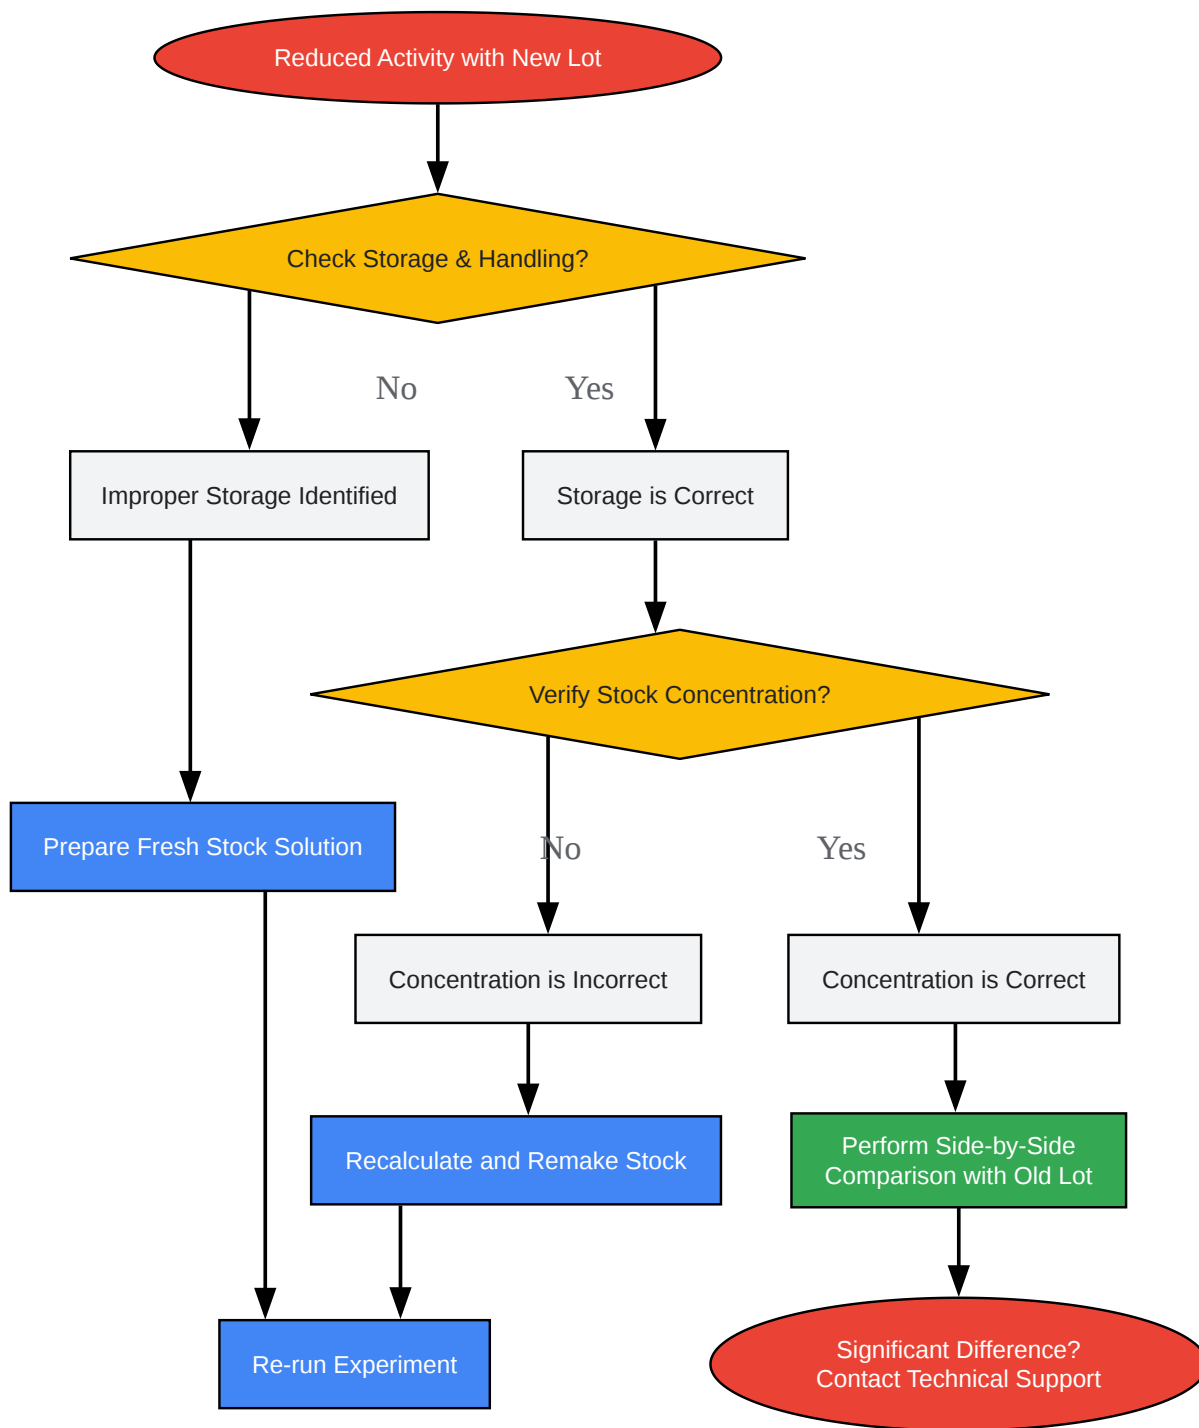 Reduced Activity with New Lot
Check Storage & Handling?
No
Yes
Improper Storage Identified
Storage is Correct
Verify Stock Concentration?
Prepare Fresh Stock Solution
No
Yes
Concentration is Incorrect
Concentration is Correct
Perform Side-by-Side
Comparison with Old Lot
Recalculate and Remake Stock
Re-run Experiment
Significant Difference?
Contact Technical Support